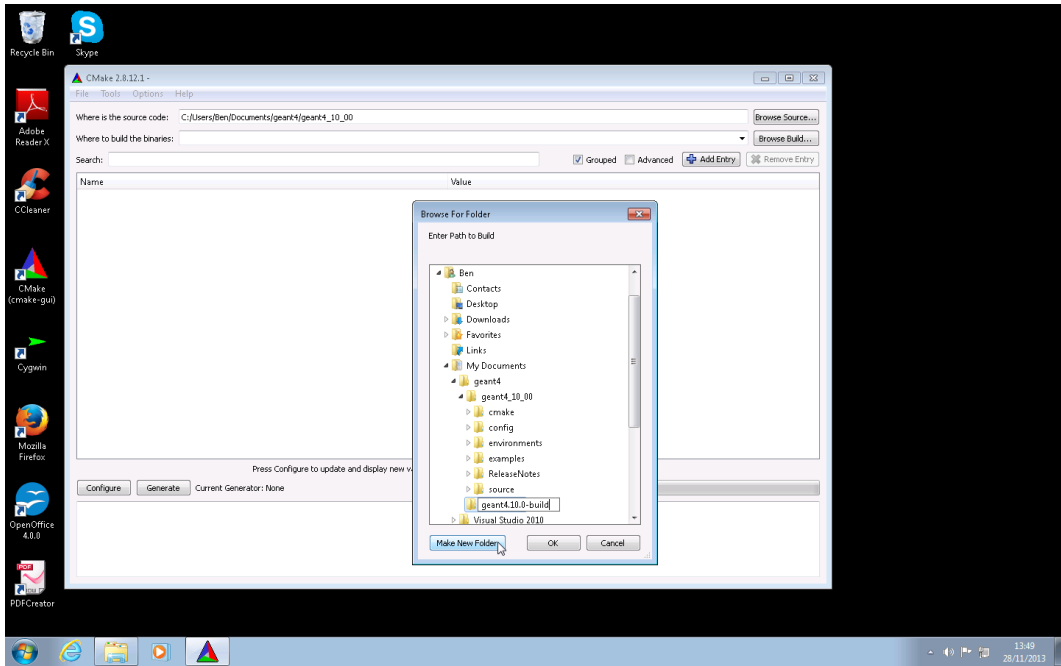 Recycle Bin
Skype
Adobe
Reader X
CCleaner
CMake
(cmake-gui)
Cygwin
Mozilla
Firefox
OpenOffice
4.0.0
PDF
PDFCreator
CMake 2.8.12.1 -
File Tools Options Help
Where is the source code: C:/Users/Ben/Documents/geant4/geant4_10_00 Browse Source...
Where to build the binaries: Browse Build...
Search: Grouped Advanced Add Entry Remove Entry
Name Value
Press Configure to update and display new v
Configure Generate Current Generator: None
Browse For Folder
Enter Path to Build
Ben
Contacts
Desktop
Downloads
Favorites
Links
My Documents
geant4
geant4_10_00
cmake
config
environments
examples
ReleaseNotes
source
geant4.10.0-build
Visual Studio 2010
Make New Folder OK Cancel
13:49
28/11/2013